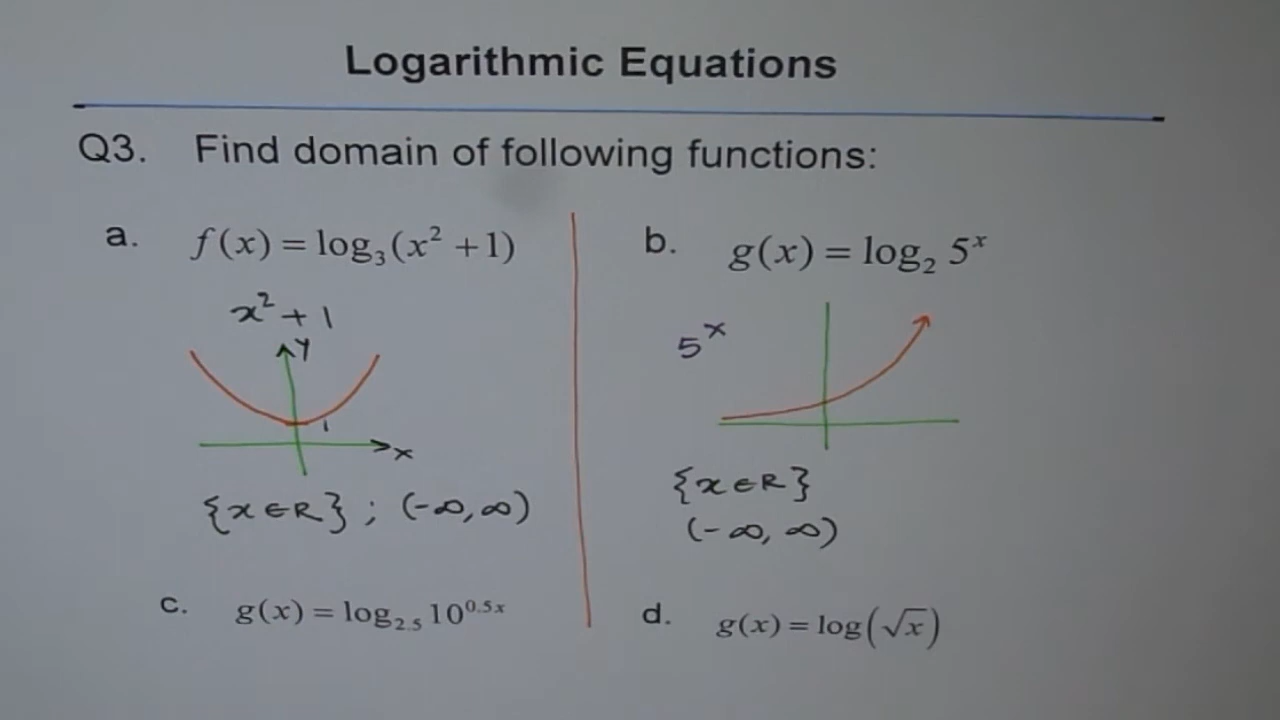 Logarithmic Equations
Q3. Find domain of following functions:
a. f(x) = log₃(x² + 1)
x² + 1
y
1
x
{x ∈ R} ; (-∞, ∞)
b. g(x) = log₂ 5ˣ
5ˣ
{x ∈ R}
(-∞, ∞)
c. g(x) = log₂.₅ 10^0.5x
d. g(x) = log(√x)